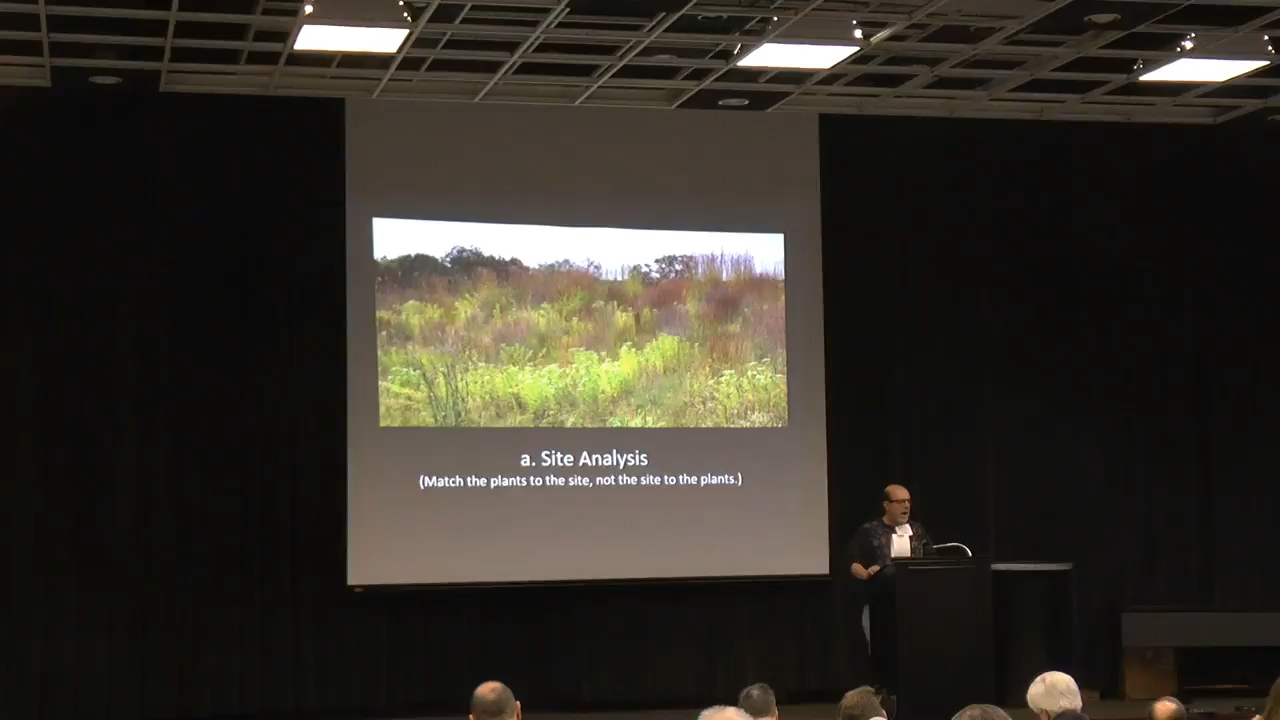 a. Site Analysis
(Match the plants to the site, not the site to the plants.)